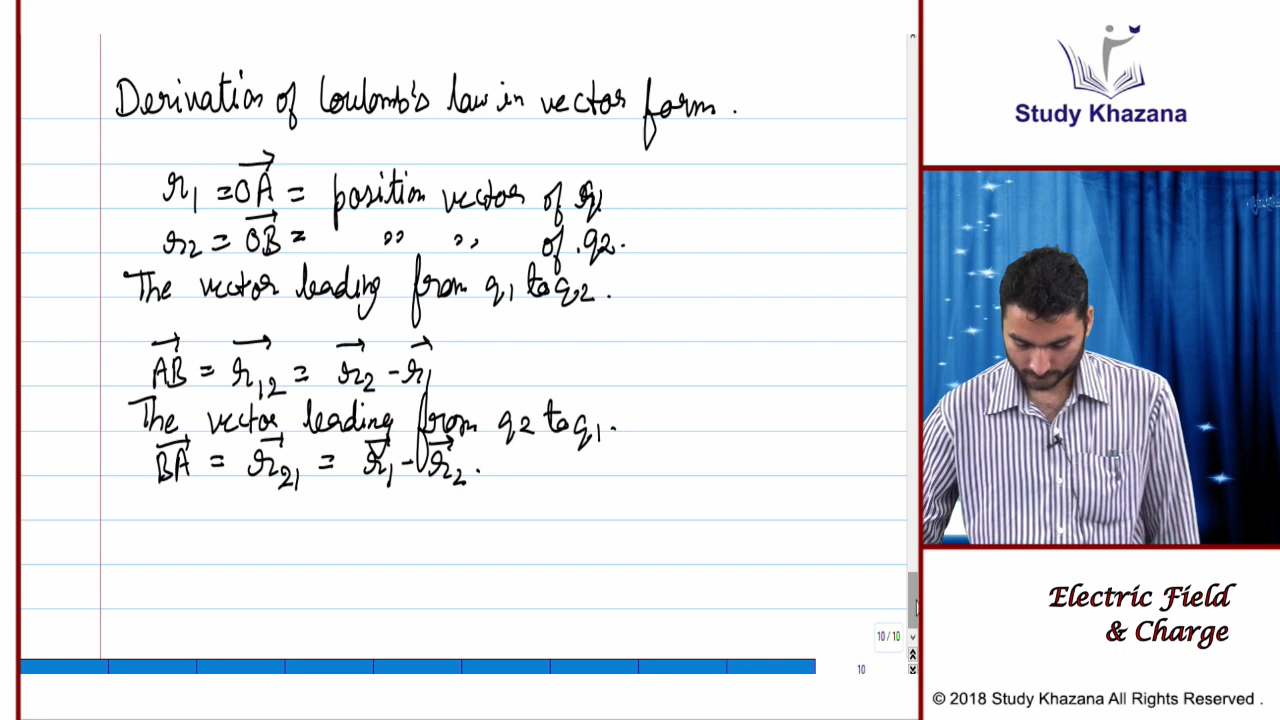 Derivation of Coulomb's law in vector form.
r₁ = →OA = position vector of q₁
r₂ = →OB = " " of q₂.
The vector leading from q₁ to q₂.
→AB = →r₁₂ = →r₂ - →r₁
The vector leading from q₂ to q₁.
→BA = →r₂₁ = →r₁ - →r₂.
10 / 10
10
Study Khazana
Electric Field
& Charge
© 2018 Study Khazana All Rights Reserved .